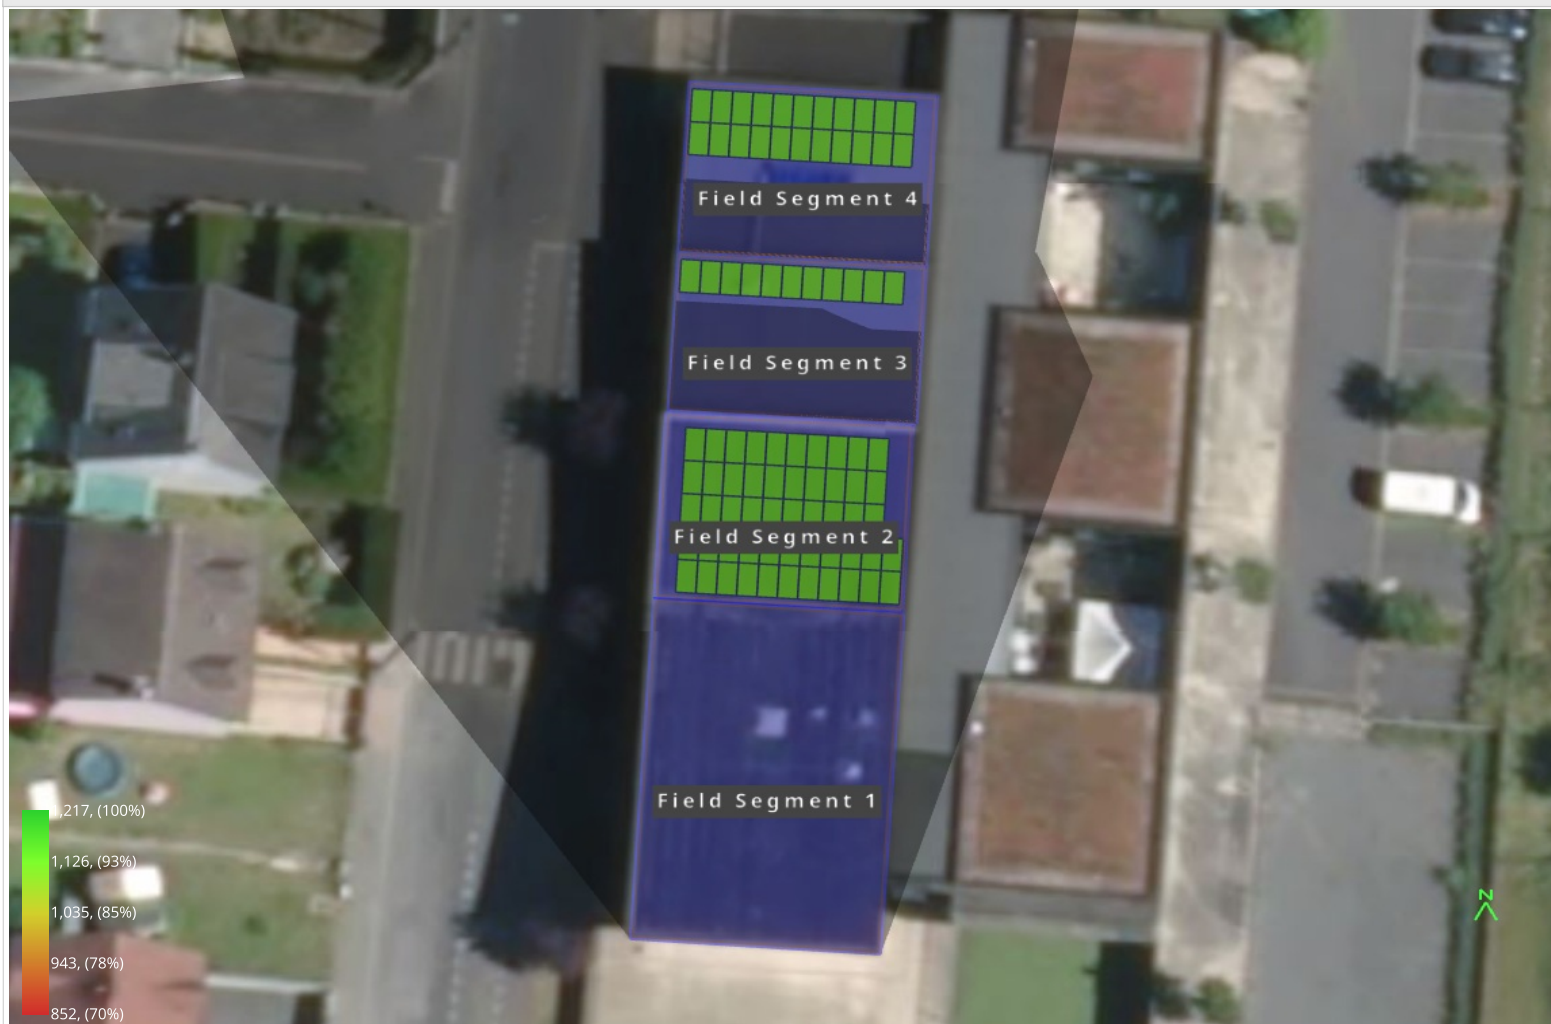 Field Segment 4
Field Segment 3
Field Segment 2
Field Segment 1
1,217, (100%)
1,126, (93%)
1,035, (85%)
943, (78%)
852, (70%)
N